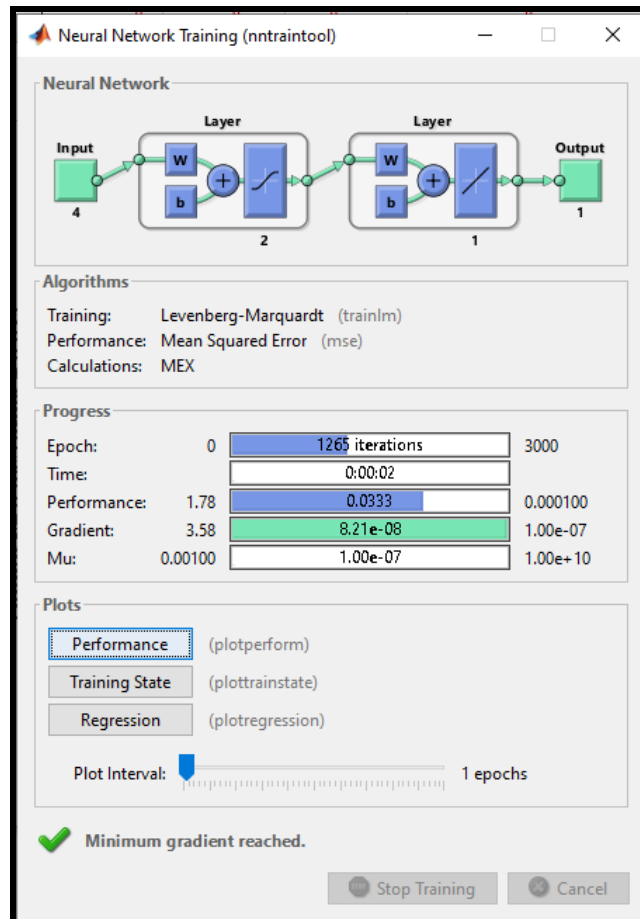 Neural Network Training (nntraintool)
Neural Network
Layer Layer
Input Output
W W
b b
4 1
2 1
Algorithms
Training: Levenberg-Marquardt (trainlm)
Performance: Mean Squared Error (mse)
Calculations: MEX
Progress
Epoch: 0 1265 iterations 3000
Time: 0:00:02
Performance: 1.78 0.0333 0.000100
Gradient: 3.58 8.21e-08 1.00e-07
Mu: 0.00100 1.00e-07 1.00e+10
Plots
Performance (plotperform)
Training State (plottrainstate)
Regression (plotregression)
Plot Interval: 1 epochs
Minimum gradient reached.
Stop Training Cancel